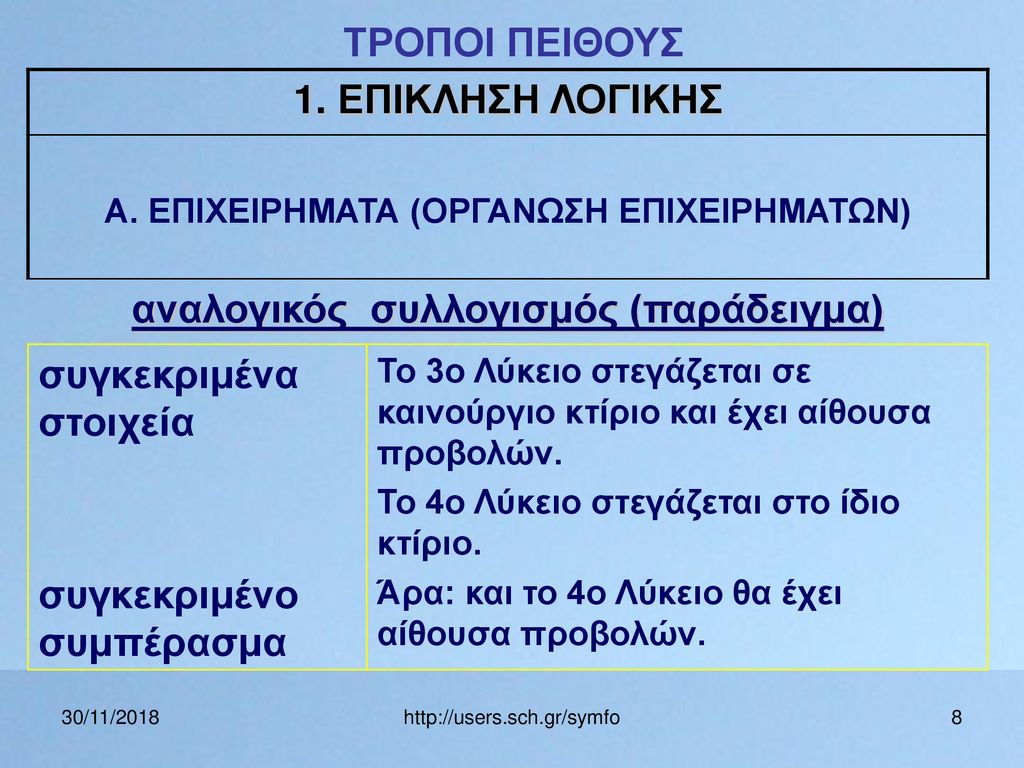 ΤΡΟΠΟΙ ΠΕΙΘΟΥΣ
1. ΕΠΙΚΛΗΣΗ ΛΟΓΙΚΗΣ
Α. ΕΠΙΧΕΙΡΗΜΑΤΑ (ΟΡΓΑΝΩΣΗ ΕΠΙΧΕΙΡΗΜΑΤΩΝ)
αναλογικός συλλογισμός (παράδειγμα)
συγκεκριμένα
στοιχεία
Το 3ο Λύκειο στεγάζεται σε
καινούργιο κτίριο και έχει αίθουσα
προβολών.
Το 4ο Λύκειο στεγάζεται στο ίδιο
κτίριο.
συγκεκριμένο
συμπέρασμα
Άρα: και το 4ο Λύκειο θα έχει
αίθουσα προβολών.
30/11/2018
http://users.sch.gr/symfo
8